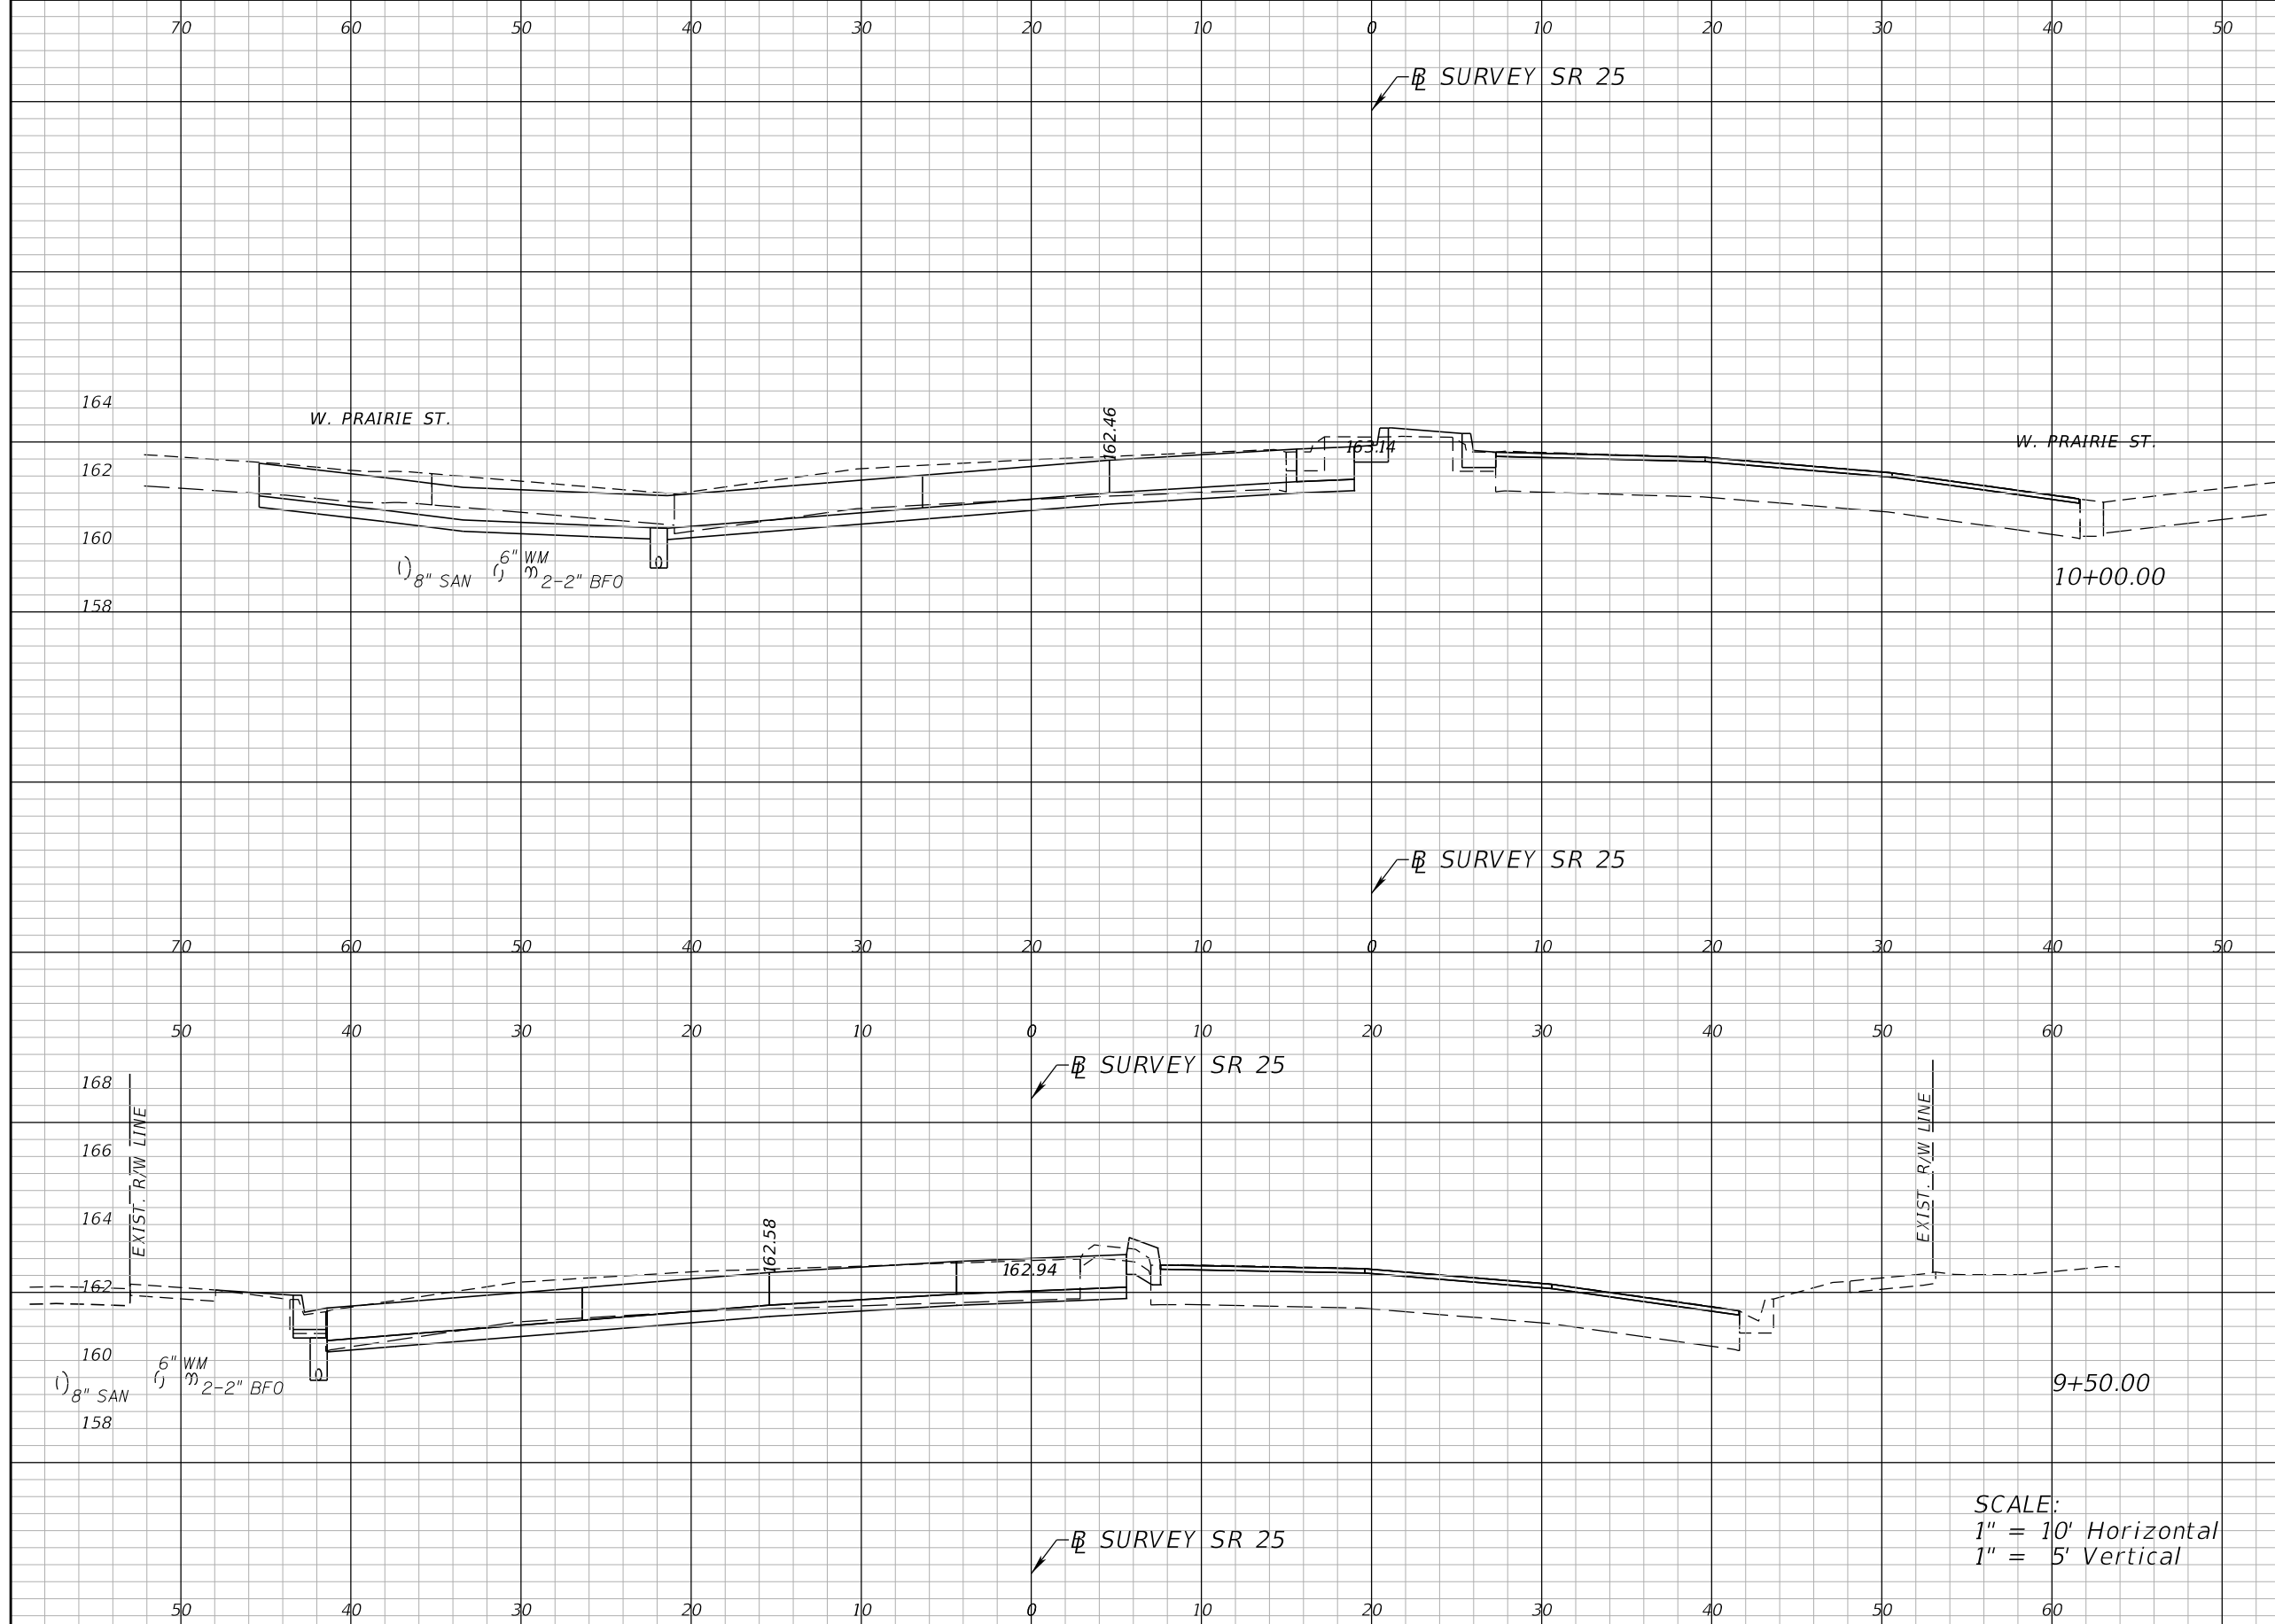 70 60 50 40 30 20 10 0 10 20 30 40 50
BL SURVEY SR 25
164
W. PRAIRIE ST.
162.46
163.14
W. PRAIRIE ST.
162
160
6" WM
8" SAN
2-2" BFO
10+00.00
158
BL SURVEY SR 25
70 60 50 40 30 20 10 0 10 20 30 40 50
50 40 30 20 10 0 10 20 30 40 50 60
BL SURVEY SR 25
168
EXIST. R/W LINE
EXIST. R/W LINE
166
164
162.58
162.94
162
160
6" WM
8" SAN
2-2" BFO
9+50.00
158
SCALE:
1" = 10' Horizontal
1" = 5' Vertical
BL SURVEY SR 25
50 40 30 20 10 0 10 20 30 40 50 60